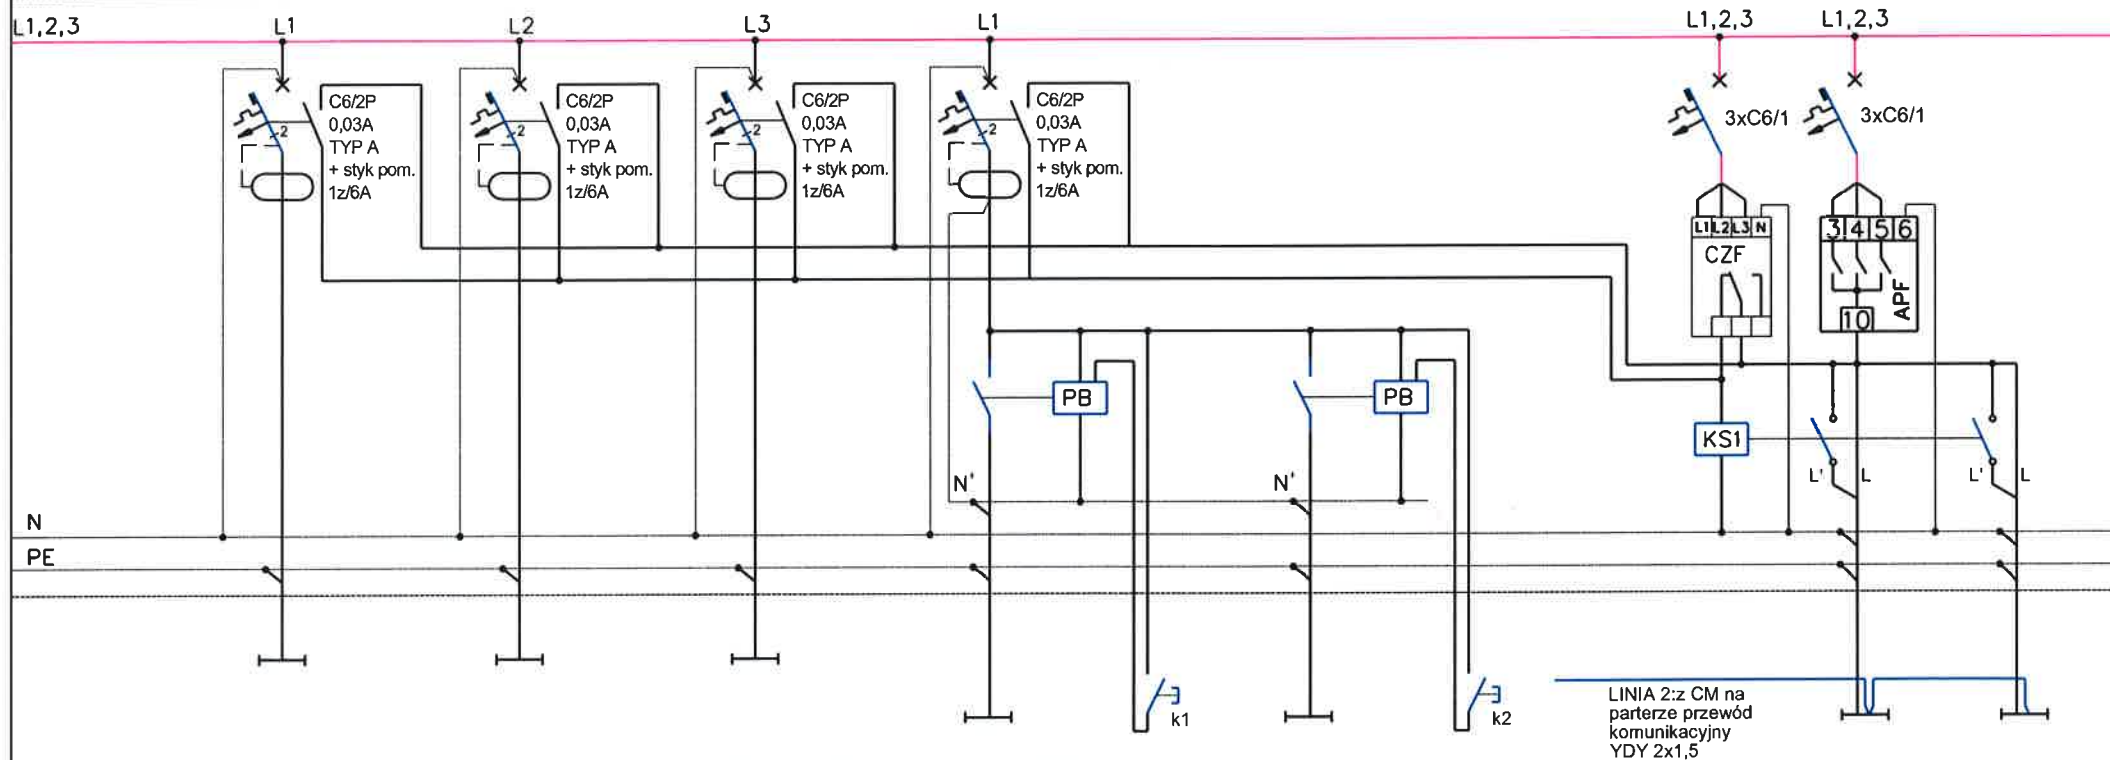 L1,2,3
L1
L2
L3
L1
L1,2,3
L1,2,3
C6/2P
0,03A
TYP A
+ styk pom.
1z/6A
2
C6/2P
0,03A
TYP A
+ styk pom.
1z/6A
2
C6/2P
0,03A
TYP A
+ styk pom.
1z/6A
2
C6/2P
0,03A
TYP A
+ styk pom.
1z/6A
2
3xC6/1
3xC6/1
L1 L2 L3 N
CZF
3 4 5 6
APF
10
PB
PB
KS1
L' L
L' L
N'
N'
N
PE
k1
k2
LINIA 2:z CM na
parterze przewód
komunikacyjny
YDY 2x1,5